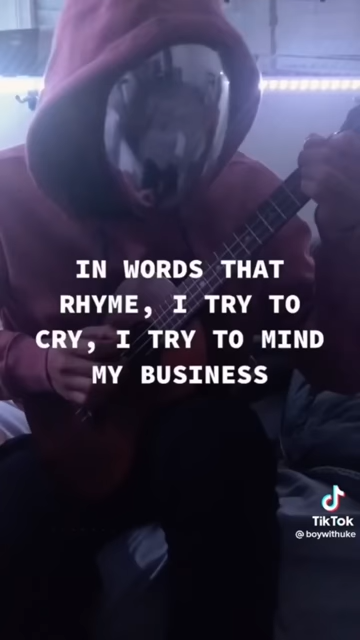 IN WORDS THAT
RHYME, I TRY TO
CRY, I TRY TO MIND
MY BUSINESS
TikTok
@ boywithuke